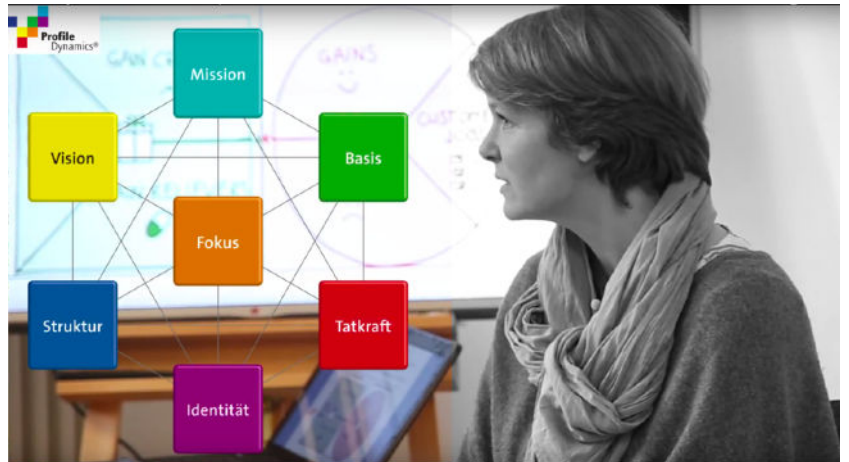 Profile
Dynamics®
Mission
GAINS
Vision
Basis
Fokus
Struktur
Tatkraft
Identität